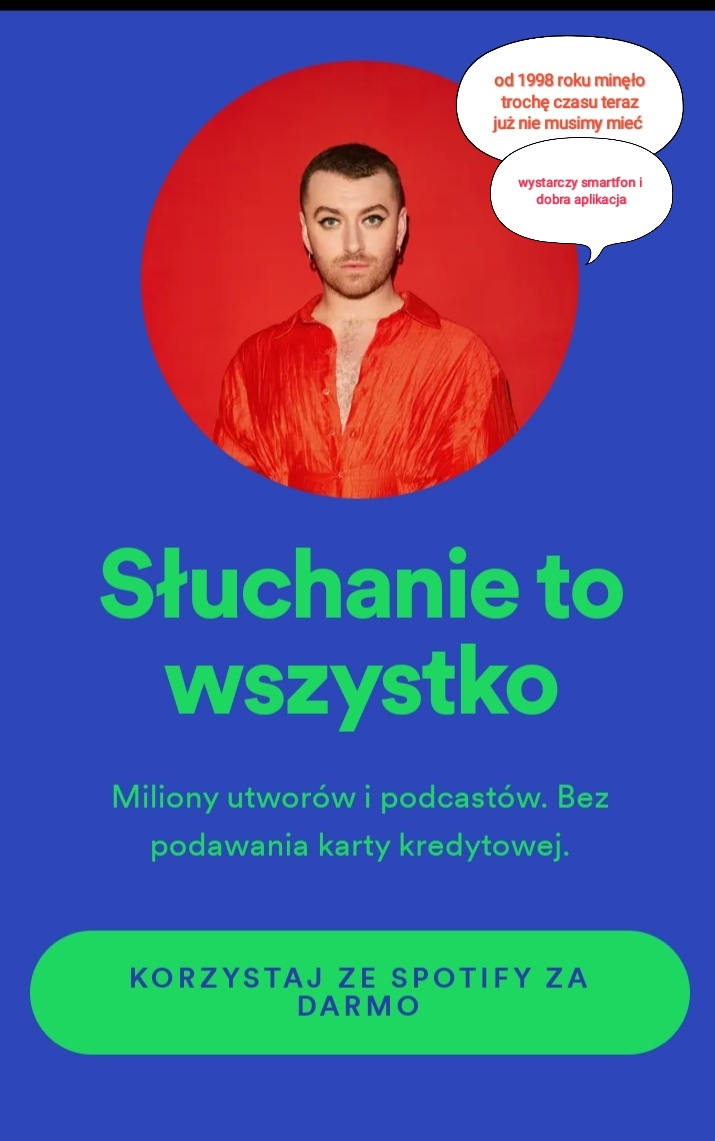 od 1998 roku minęło
trochę czasu teraz
już nie musimy mieć
wystarczy smartfon i
dobra aplikacja
Słuchanie to
wszystko
Miliony utworów i podcastów. Bez
podawania karty kredytowej.
KORZYSTAJ ZE SPOTIFY ZA
DARMO